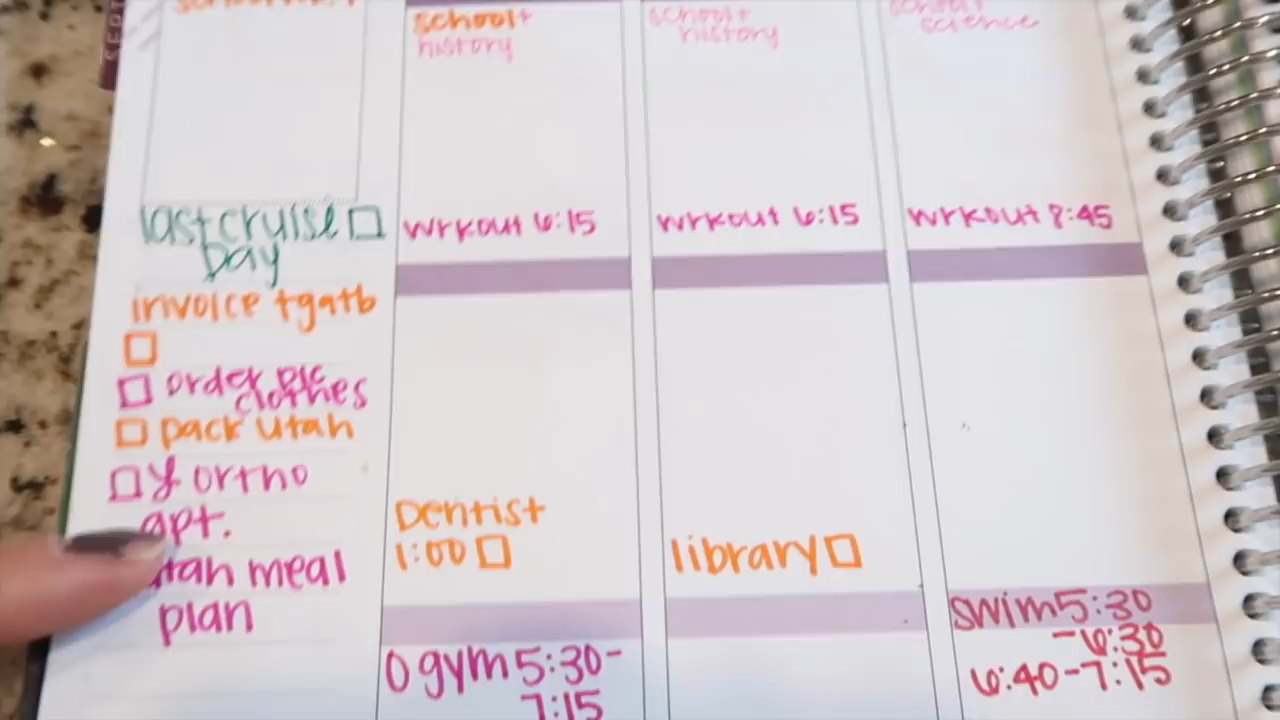 school+
history
school+
history
school+
science
last cruise
Day
invoice tgatb
order pic
clothes
pack Utah
y ortho
apt.
utah meal
plan
wrkout 6:15
wrkout 6:15
wrkout 8:45
Dentist
1:00
library
O gym 5:30-
7:15
swim 5:30
-6:30
6:40-7:15